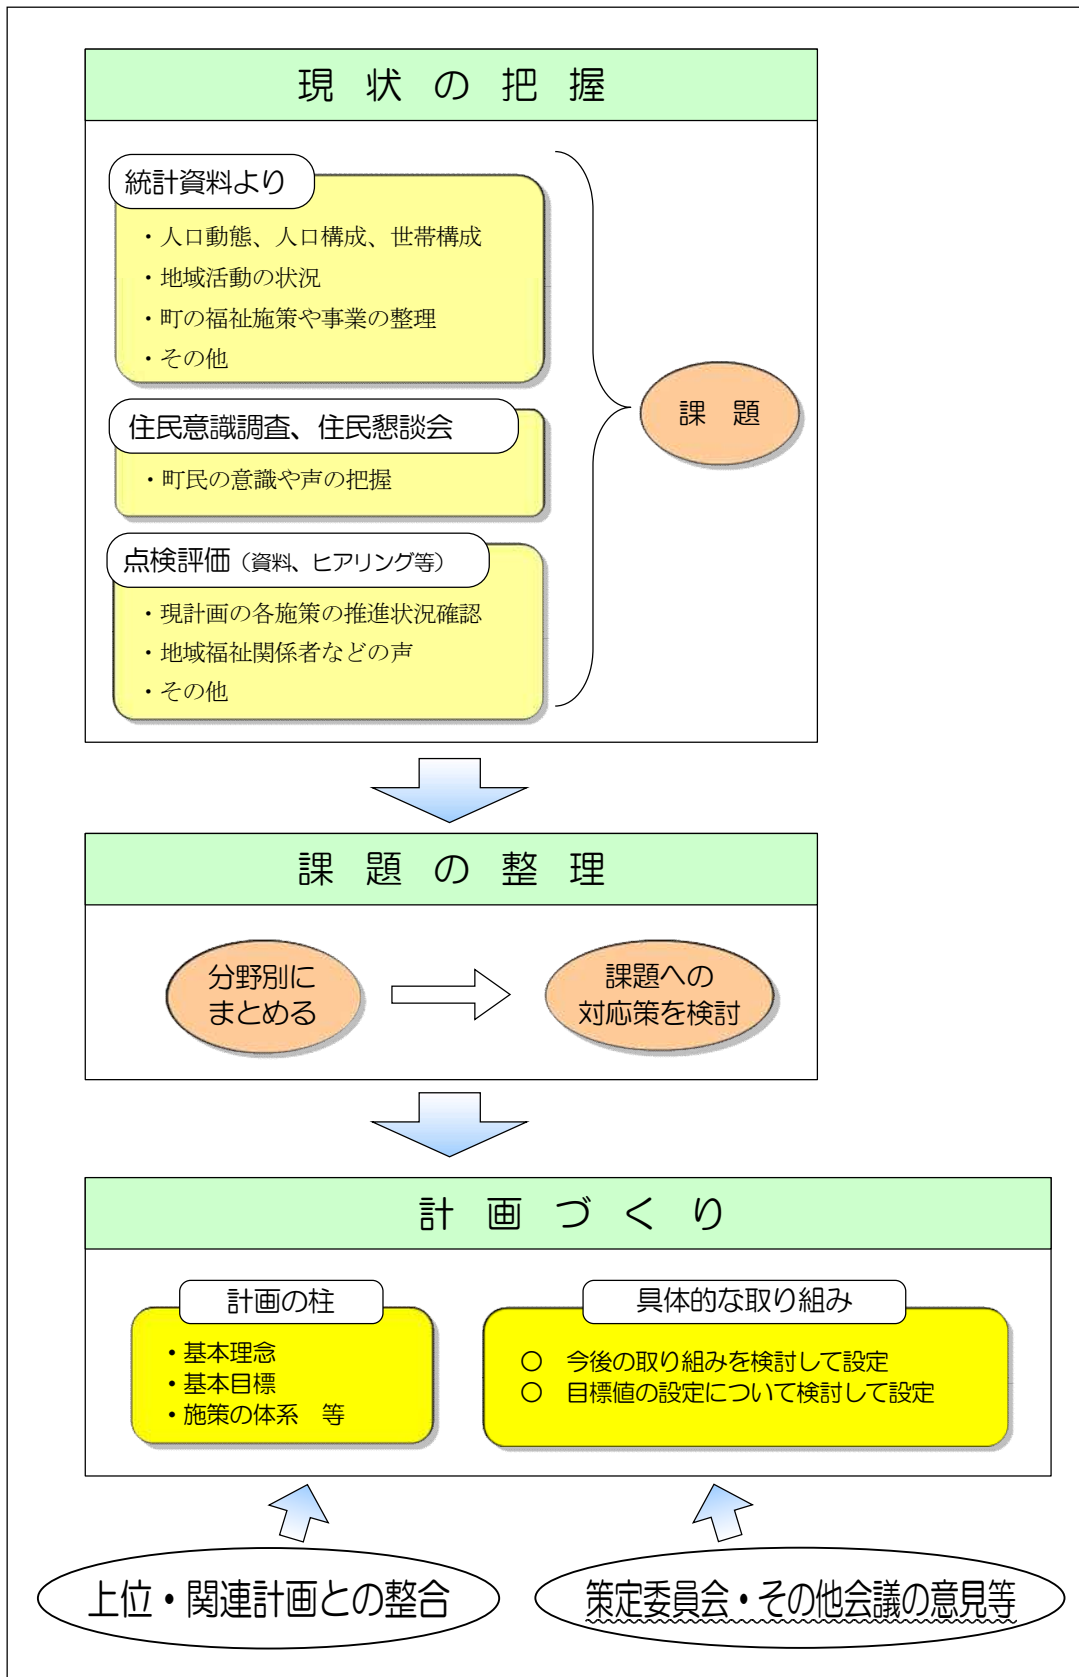 現状の把握
統計資料より
・人口動態、人口構成、世帯構成
・地域活動の状況
・町の福祉施策や事業の整理
・その他
住民意識調査、住民懇談会
・町民の意識や声の把握
点検評価（資料、ヒアリング等）
・現計画の各施策の推進状況確認
・地域福祉関係者などの声
・その他
課 題
課題の整理
分野別に
まとめる
課題への
対応策を検討
計画づくり
計画の柱
・基本理念
・基本目標
・施策の体系　等
具体的な取り組み
○　今後の取り組みを検討して設定
○　目標値の設定について検討して設定
上位・関連計画との整合
策定委員会・その他会議の意見等